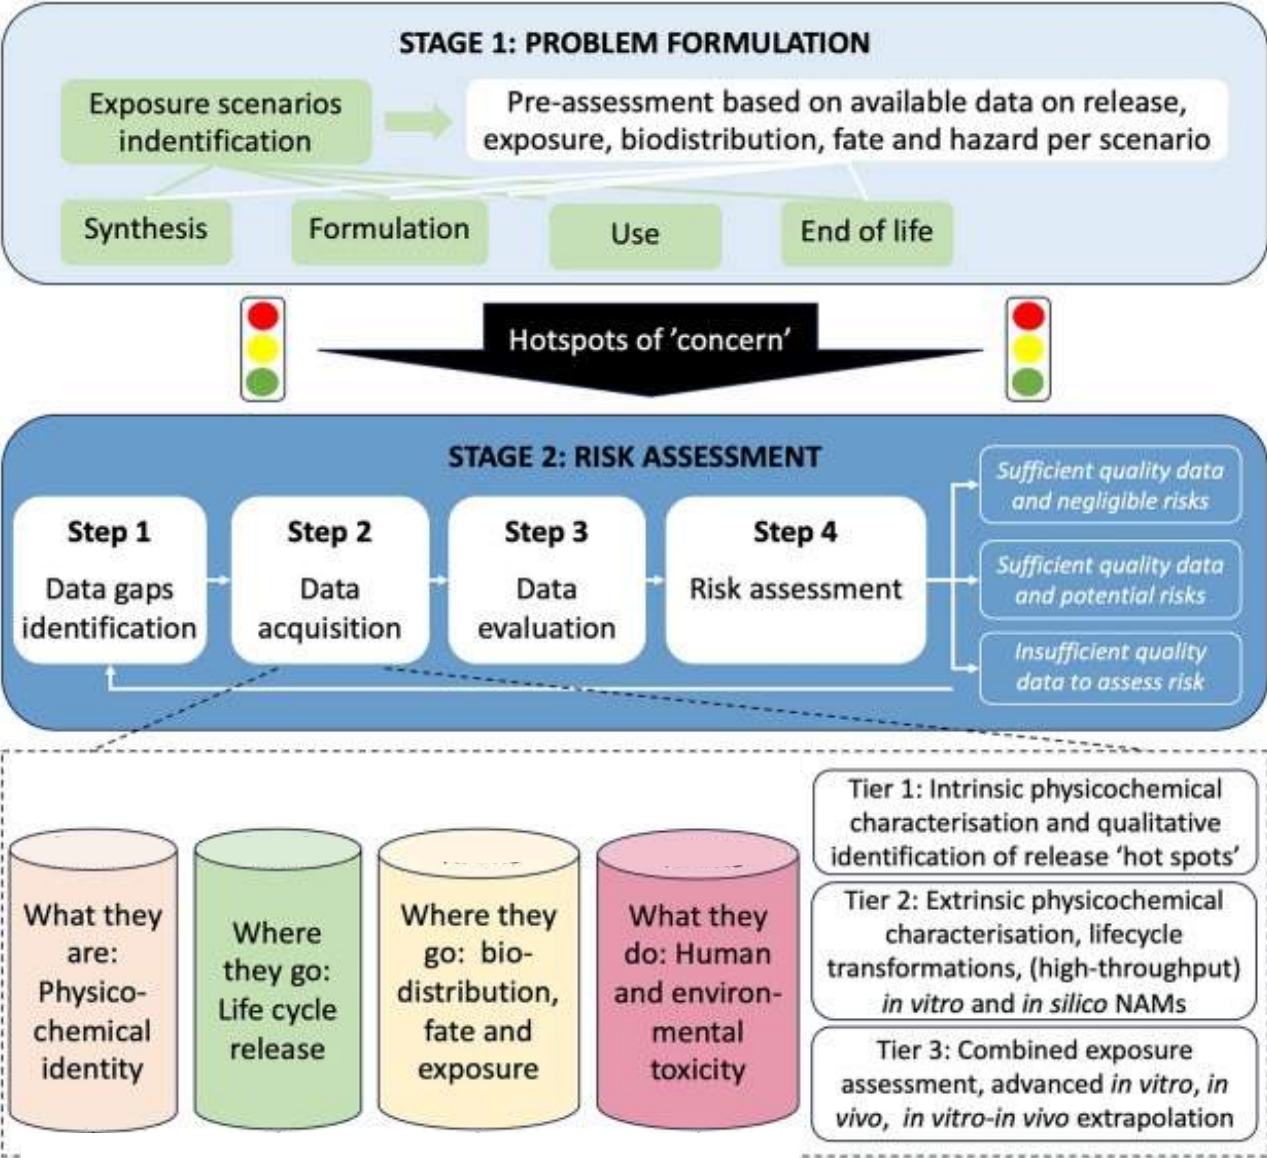 STAGE 1: PROBLEM FORMULATION
Exposure scenarios
indentification
Pre-assessment based on available data on release,
exposure, biodistribution, fate and hazard per scenario
Synthesis
Formulation
Use
End of life
Hotspots of ’concern’
STAGE 2: RISK ASSESSMENT
Step 1
Data gaps
identification
Step 2
Data
acquisition
Step 3
Data
evaluation
Step 4
Risk assessment
Sufficient quality data
and negligible risks
Sufficient quality data
and potential risks
Insufficient quality
data to assess risk
What they
are:
Physico-
chemical
identity
Where
they go:
Life cycle
release
Where they
go: bio-
distribution,
fate and
exposure
What they
do: Human
and environ-
mental
toxicity
Tier 1: Intrinsic physicochemical
characterisation and qualitative
identification of release ‘hot spots’
Tier 2: Extrinsic physicochemical
characterisation, lifecycle
transformations, (high-throughput)
in vitro and in silico NAMs
Tier 3: Combined exposure
assessment, advanced in vitro, in
vivo, in vitro-in vivo extrapolation